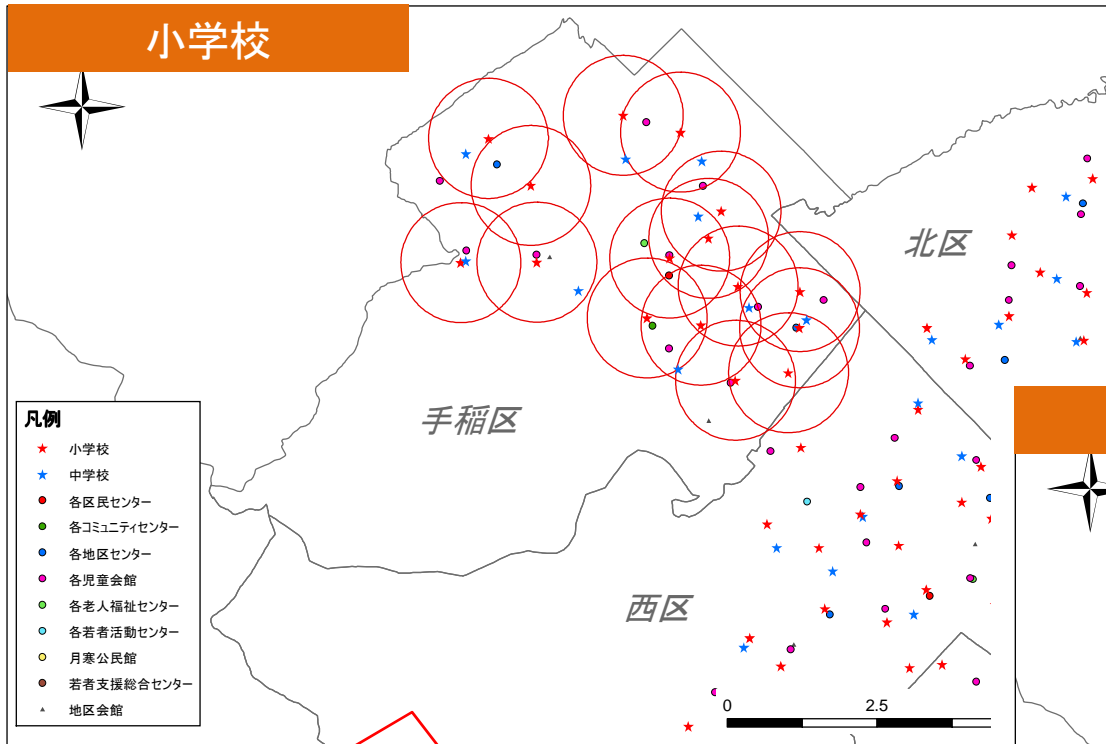 小学校
北区
手稲区
凡例
小学校
中学校
各区民センター
各コミュニティセンター
各地区センター
各児童会館
各老人福祉センター
各若者活動センター
月寒公民館
若者支援総合センター
地区会館
西区
0 2.5